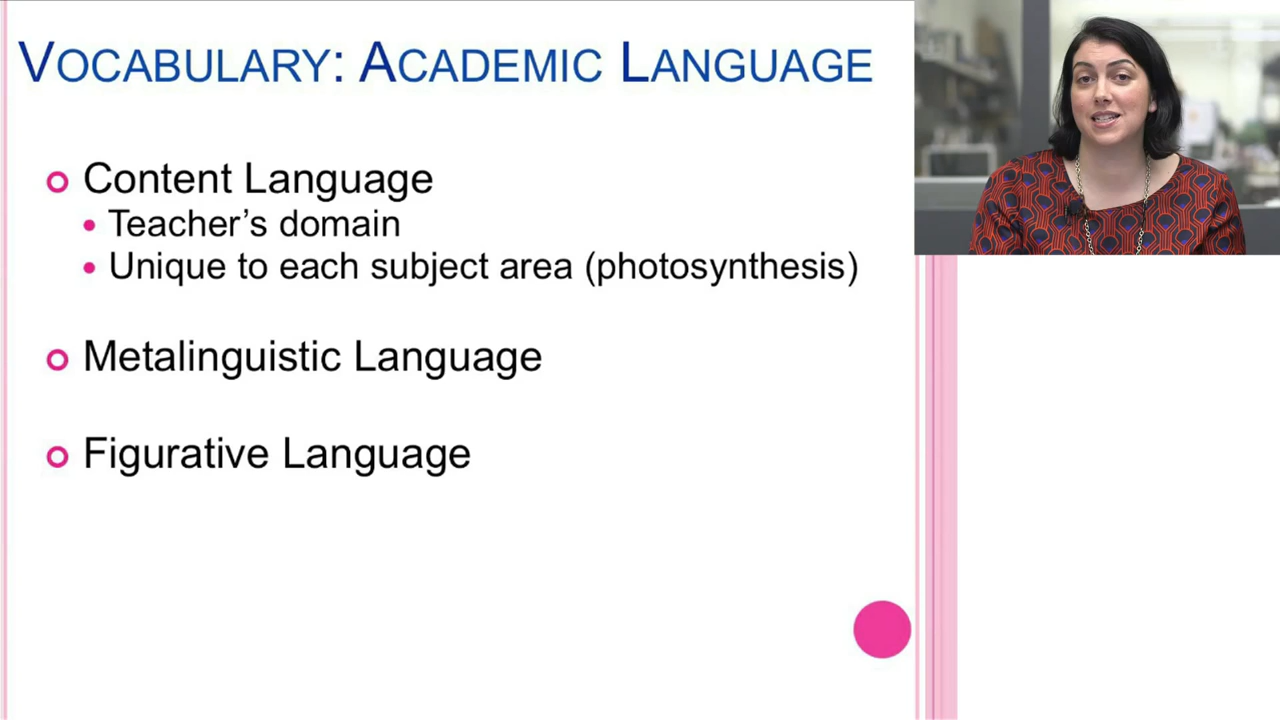 VOCABULARY: ACADEMIC LANGUAGE
Content Language
Teacher’s domain
Unique to each subject area (photosynthesis)
Metalinguistic Language
Figurative Language